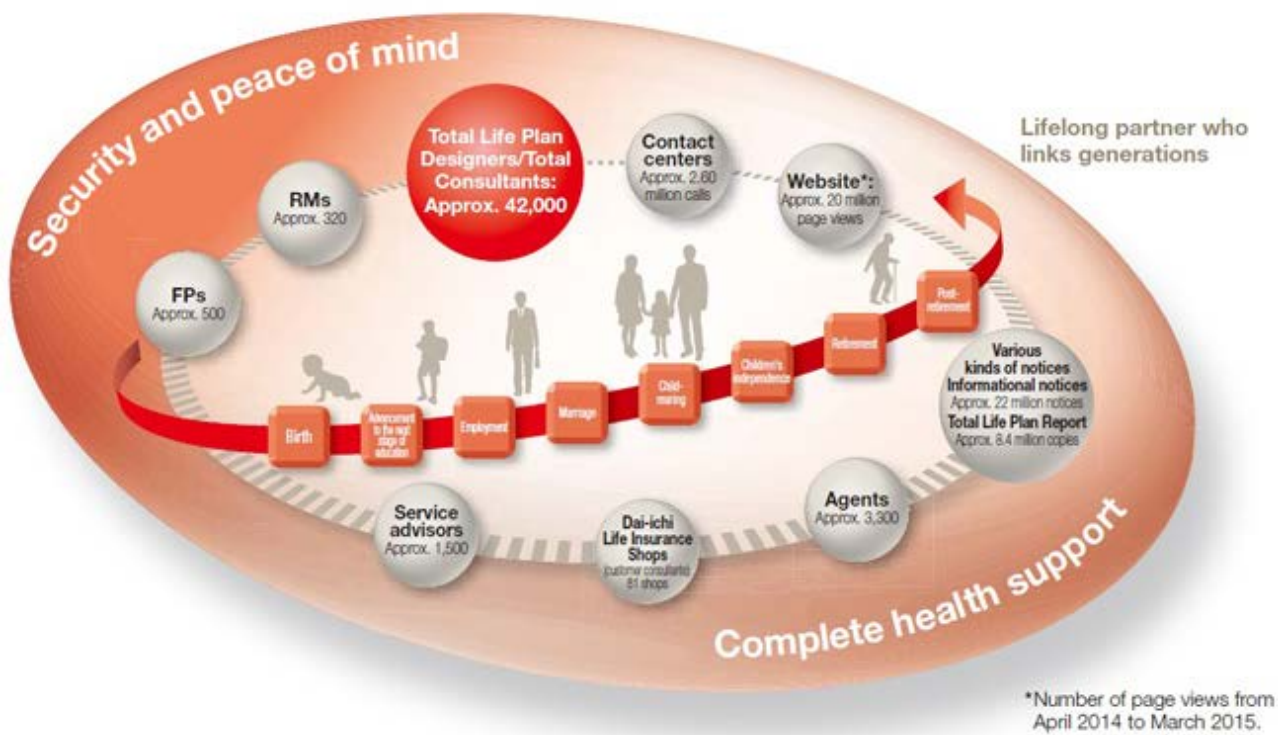 Security and peace of mind
Total Life Plan
Designers/Total
Consultants:
Approx. 42,000
Contact
centers
Approx. 2.60
million calls
Website*:
Approx. 20 million
page views
Lifelong partner who
links generations
RMs
Approx. 320
FPs
Approx. 500
Birth
Advancement
to the next
stage of
education
Employment
Marriage
Child-
rearing
Children's
independence
Retirement
Post-
retirement
Various
kinds of notices
Informational notices
Approx. 22 million notices
Total Life Plan Report
Approx. 8.4 million copies
Service
advisors
Approx. 1,500
Dai-ichi
Life Insurance
Shops
(customer consultants)
81 shops
Agents
Approx. 3,300
Complete health support
*Number of page views from
April 2014 to March 2015.